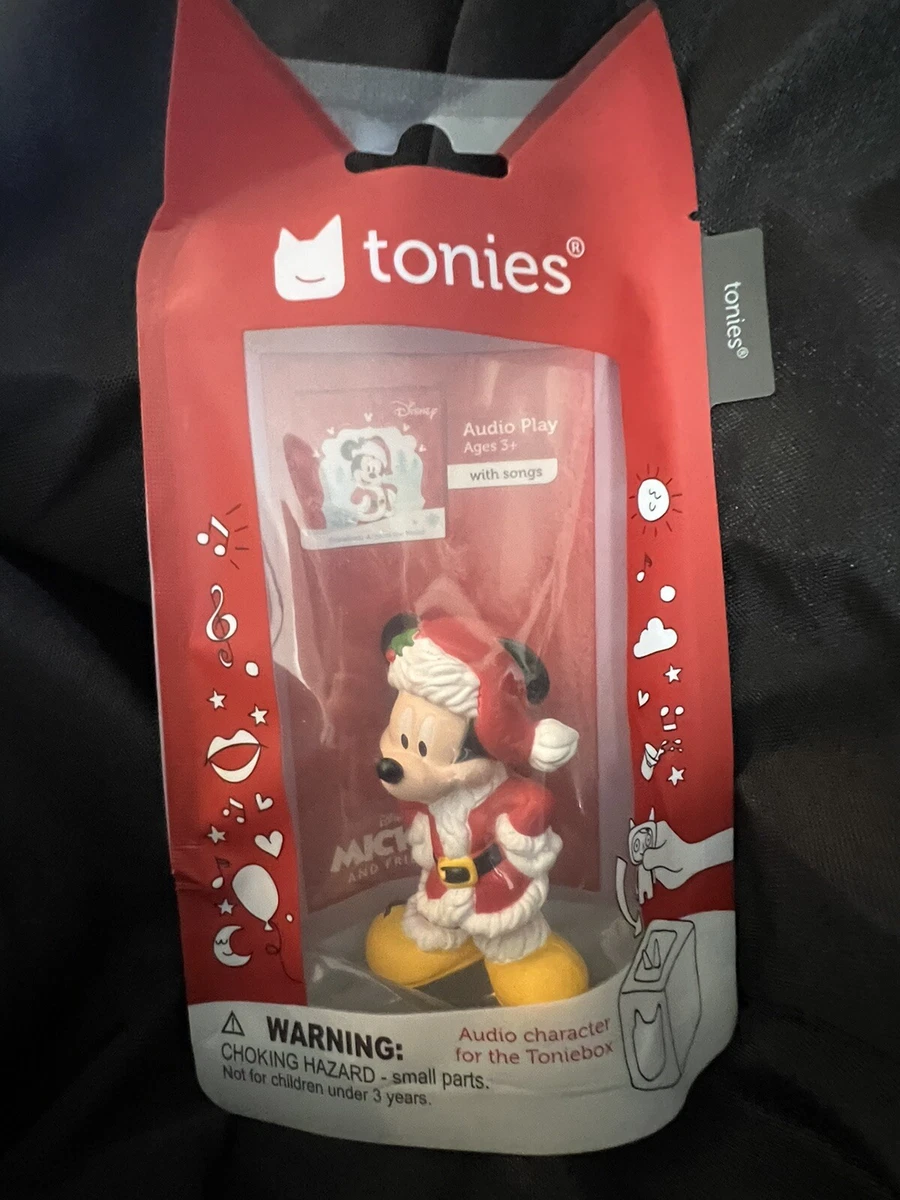 tonies®
tonies®
Disney
Audio Play
Ages 3+
with songs
AND
WARNING:
CHOKING HAZARD - small parts.
Not for children under 3 years.
Audio character
for the Toniebox